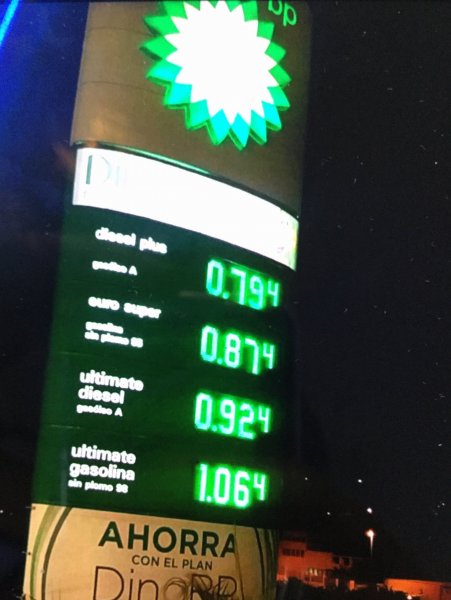 bp
diesel plus
gasóleo A
0.794
euro super
gasolina
sin plomo 95
0.874
ultimate
diesel
gasóleo A
0.924
ultimate
gasolina
sin plomo 98
1.064
AHORRA
CON EL PLAN
DinoBP